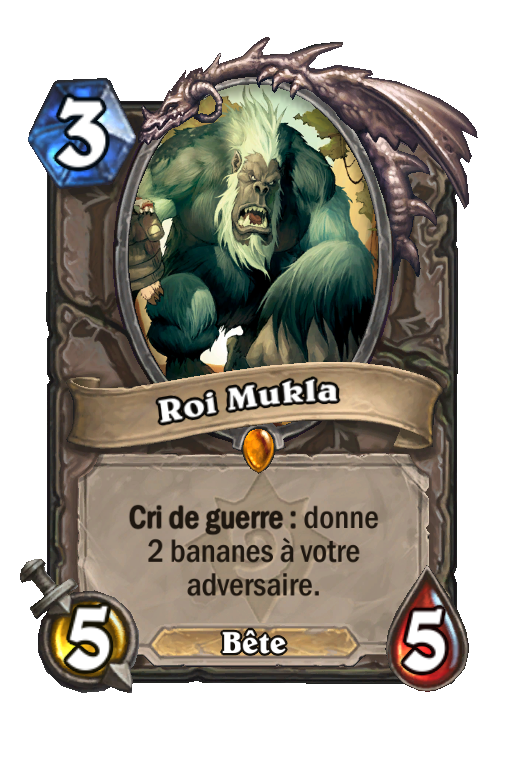 3
Roi Mukla
Cri de guerre : donne
2 bananes à votre
adversaire.
5
Bête
5